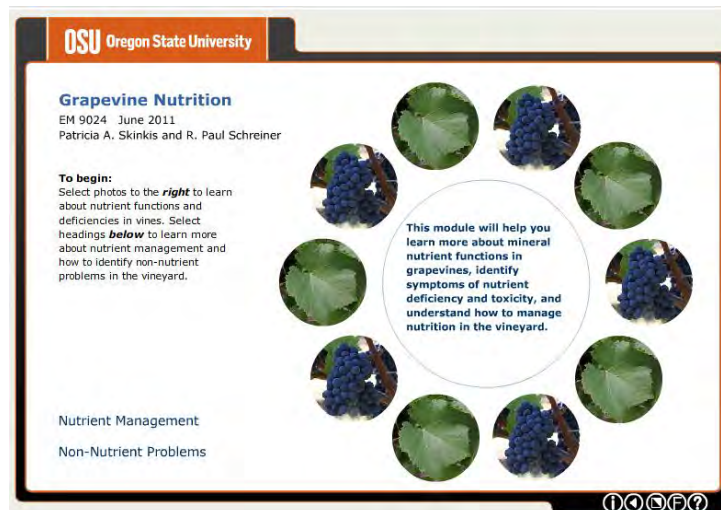 OSU Oregon State University
Grapevine Nutrition
EM 9024 June 2011
Patricia A. Skinkis and R. Paul Schreiner
To begin:
Select photos to the right to learn
about nutrient functions and
deficiencies in vines. Select
headings below to learn more
about nutrient management and
how to identify non-nutrient
problems in the vineyard.
This module will help you
learn more about mineral
nutrient functions in
grapevines, identify
symptoms of nutrient
deficiency and toxicity, and
understand how to manage
nutrition in the vineyard.
Nutrient Management
Non-Nutrient Problems